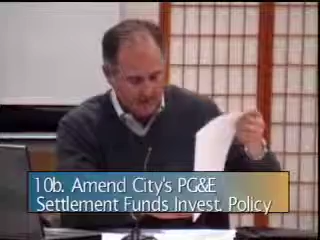 10b. Amend City's PG&E
Settlement Funds Invest. Policy